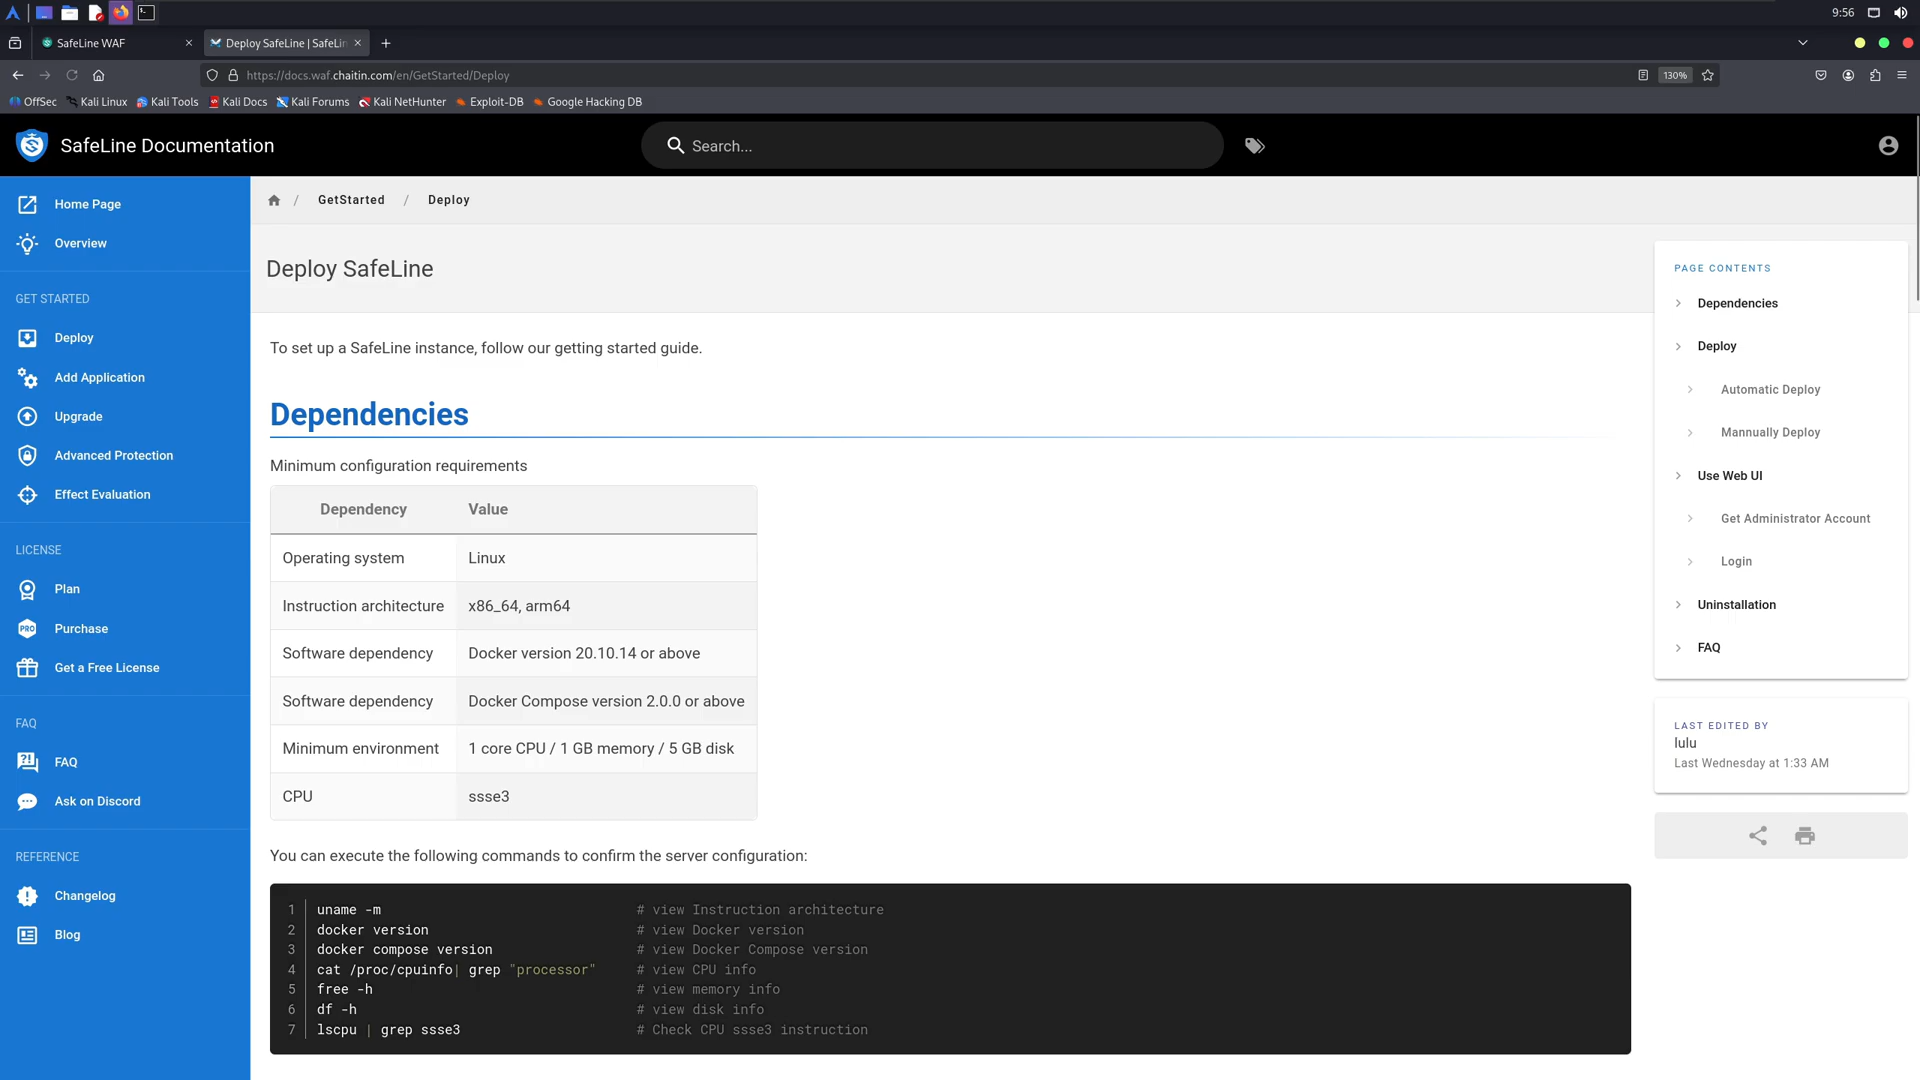 9:56
SafeLine WAF
Deploy SafeLine | SafeLin
https://docs.waf.chaitin.com/en/GetStarted/Deploy
130%
OffSec
Kali Linux
Kali Tools
Kali Docs
Kali Forums
Kali NetHunter
Exploit-DB
Google Hacking DB
SafeLine Documentation
Search...
Home Page
Overview
GET STARTED
Deploy
Add Application
Upgrade
Advanced Protection
Effect Evaluation
LICENSE
Plan
PRO
Purchase
Get a Free License
FAQ
FAQ
Ask on Discord
REFERENCE
Changelog
Blog
/ GetStarted / Deploy
Deploy SafeLine
To set up a SafeLine instance, follow our getting started guide.
Dependencies
Minimum configuration requirements
Dependency Value
Operating system Linux
Instruction architecture x86_64, arm64
Software dependency Docker version 20.10.14 or above
Software dependency Docker Compose version 2.0.0 or above
Minimum environment 1 core CPU / 1 GB memory / 5 GB disk
CPU ssse3
You can execute the following commands to confirm the server configuration:
1 uname -m # view Instruction architecture
2 docker version # view Docker version
3 docker compose version # view Docker Compose version
4 cat /proc/cpuinfo| grep "processor" # view CPU info
5 free -h # view memory info
6 df -h # view disk info
7 lscpu | grep ssse3 # Check CPU ssse3 instruction
PAGE CONTENTS
Dependencies
Deploy
Automatic Deploy
Mannually Deploy
Use Web UI
Get Administrator Account
Login
Uninstallation
FAQ
LAST EDITED BY
lulu
Last Wednesday at 1:33 AM